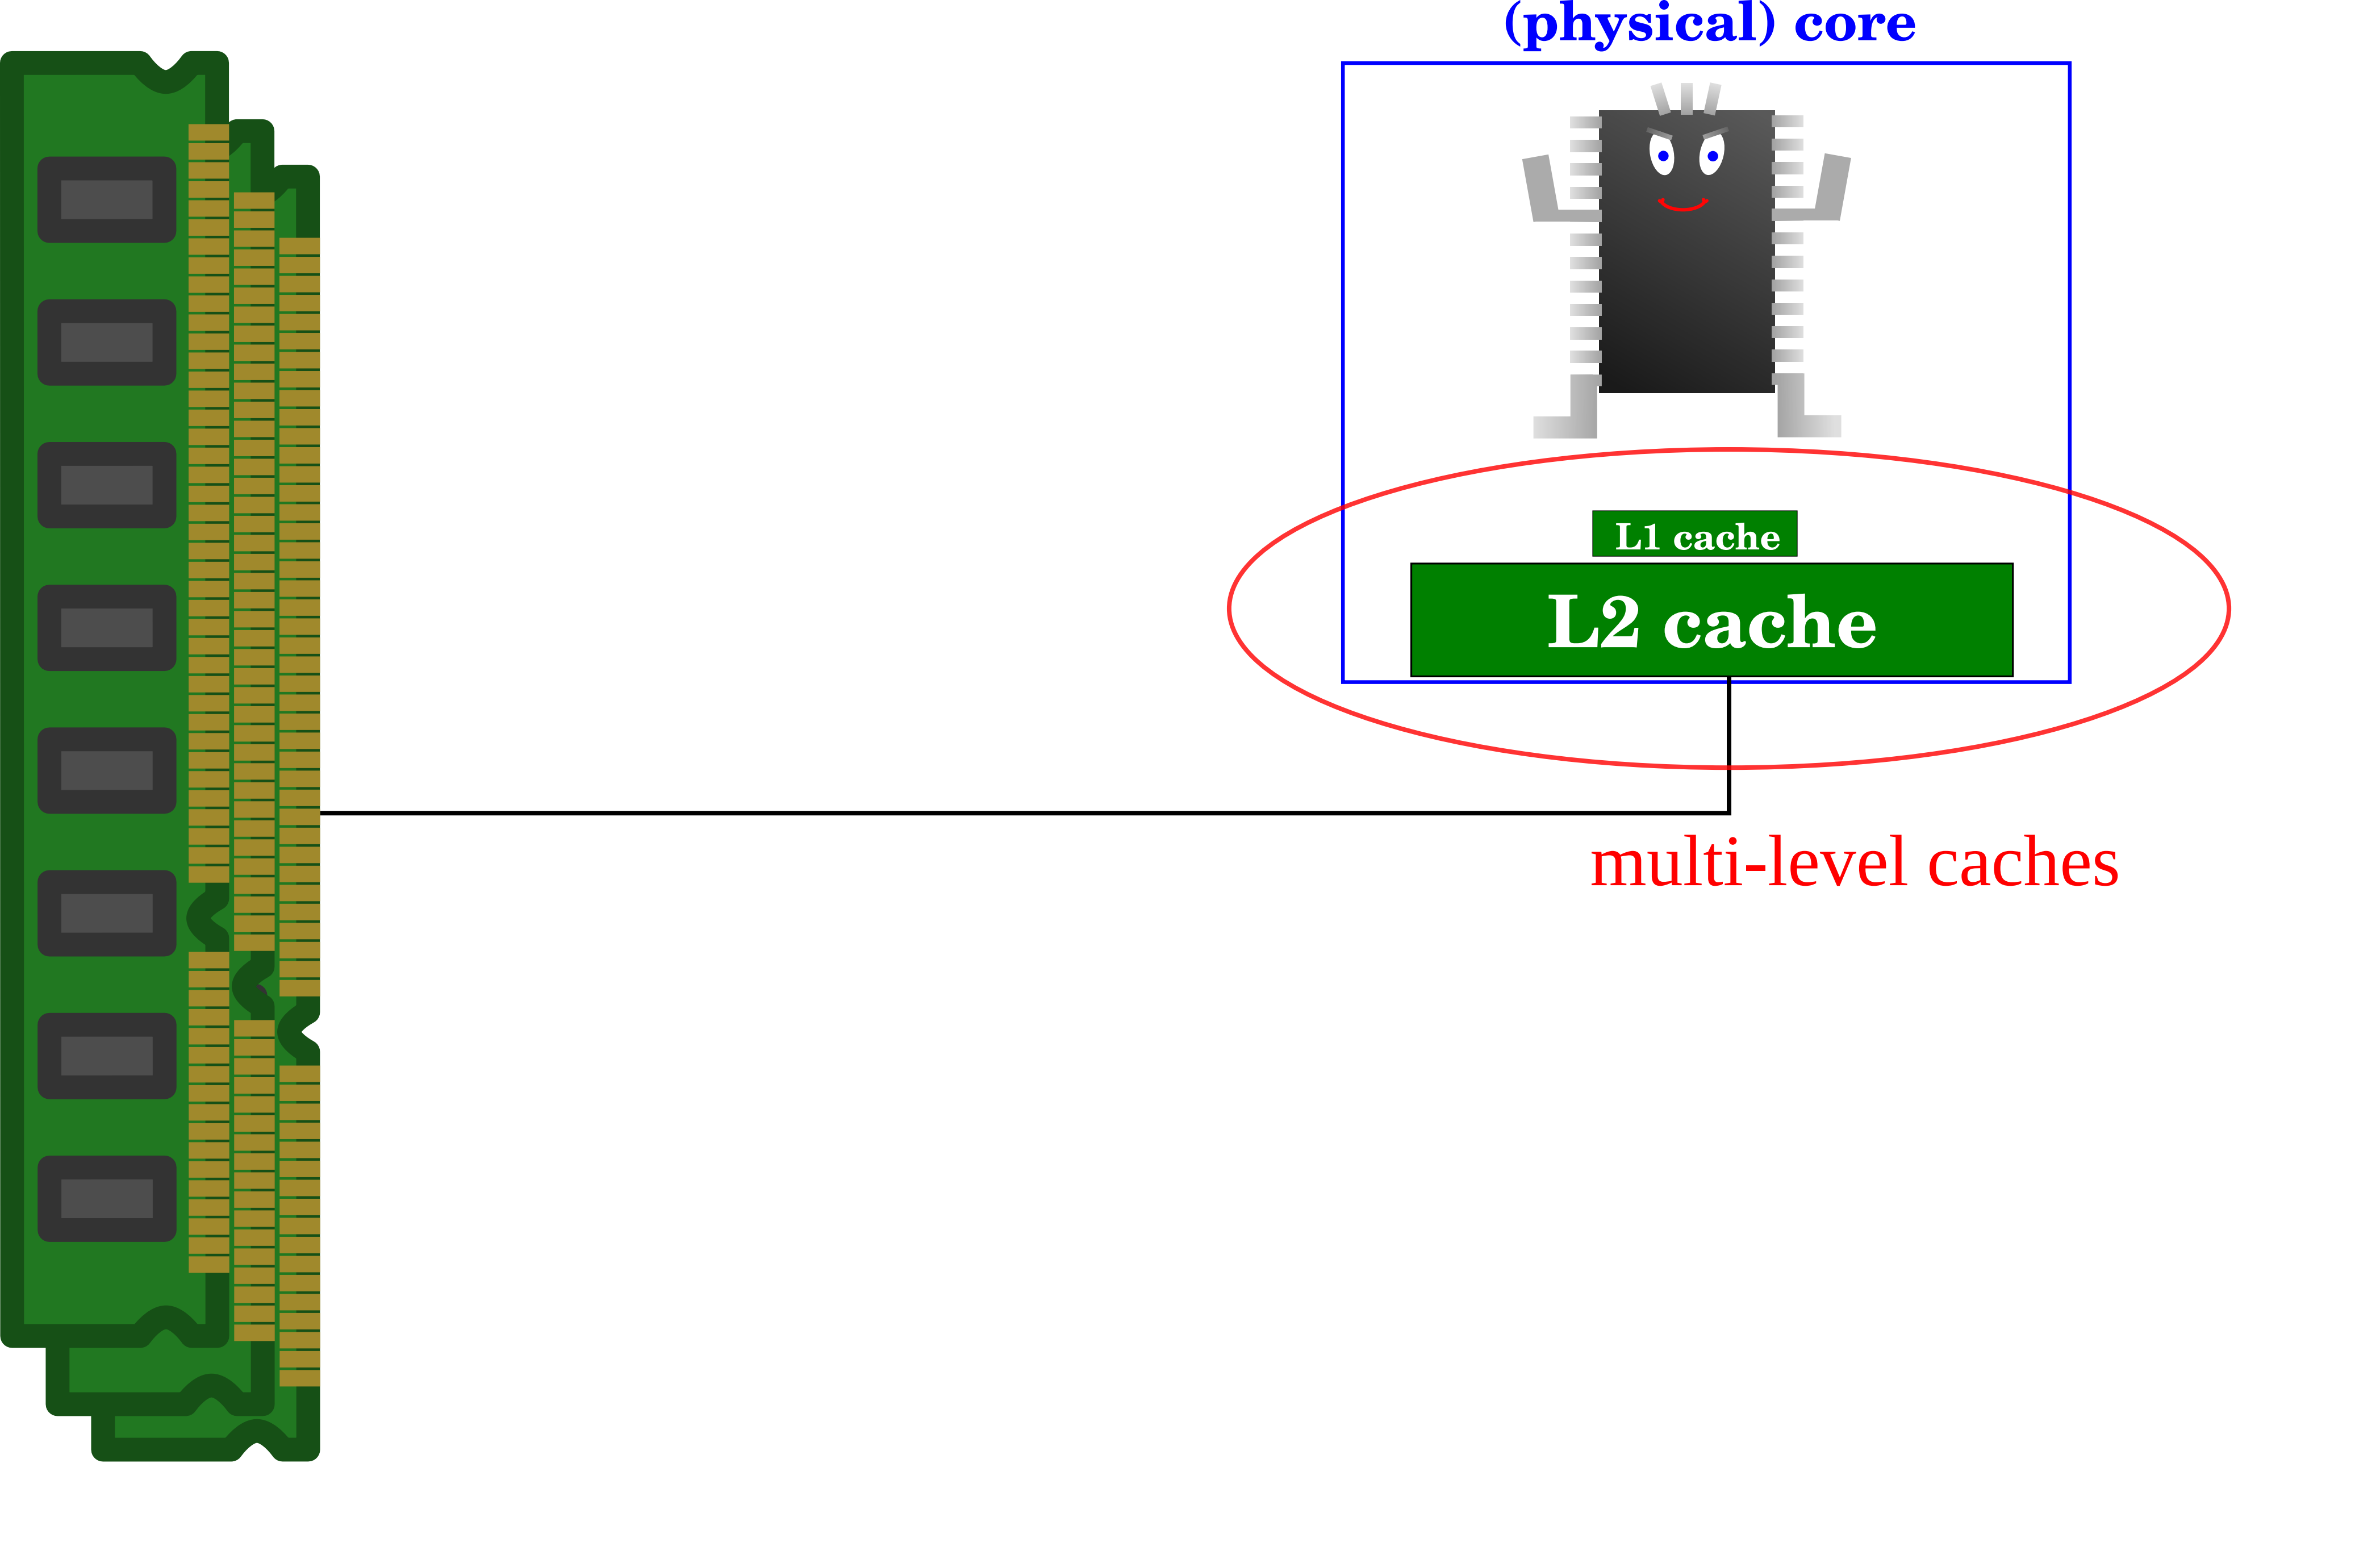 (physical) core
L1 cache
L2 cache
multi-level caches